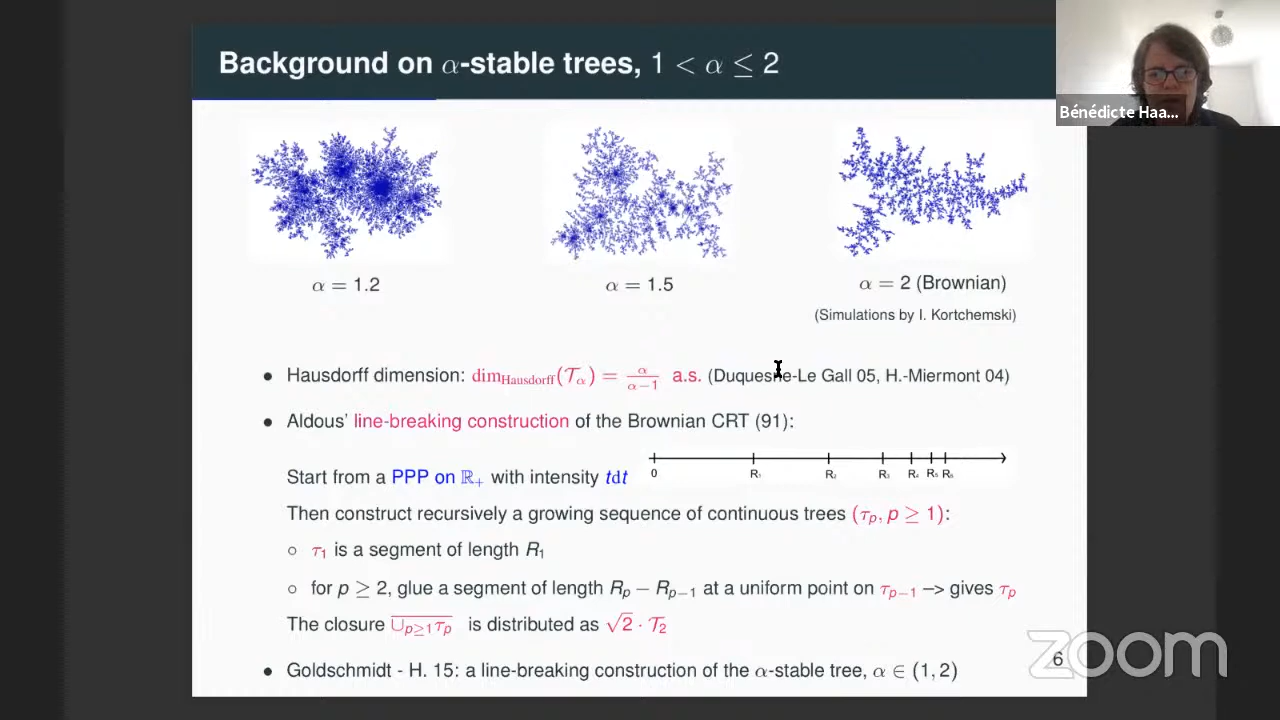 Background on α-stable trees, 1 < α ≤ 2
Bénédicte Haa...
α = 1.2
α = 1.5
α = 2 (Brownian)
(Simulations by I. Kortchemski)
• Hausdorff dimension: dim_Hausdorff(𝒯_α) = α/(α−1) a.s. (Duquesne-Le Gall 05, H.-Miermont 04)
• Aldous' line-breaking construction of the Brownian CRT (91):
Start from a PPP on ℝ₊ with intensity tdt
0 R₁ R₂ R₃ R₄ R₅ R₆
Then construct recursively a growing sequence of continuous trees (τ_p, p ≥ 1):
○ τ₁ is a segment of length R₁
○ for p ≥ 2, glue a segment of length R_p − R_{p−1} at a uniform point on τ_{p−1} –> gives τ_p
The closure \overline{∪_{p≥1} τ_p} is distributed as √2 · 𝒯₂
• Goldschmidt - H. 15: a line-breaking construction of the α-stable tree, α ∈ (1, 2)
6
zoom